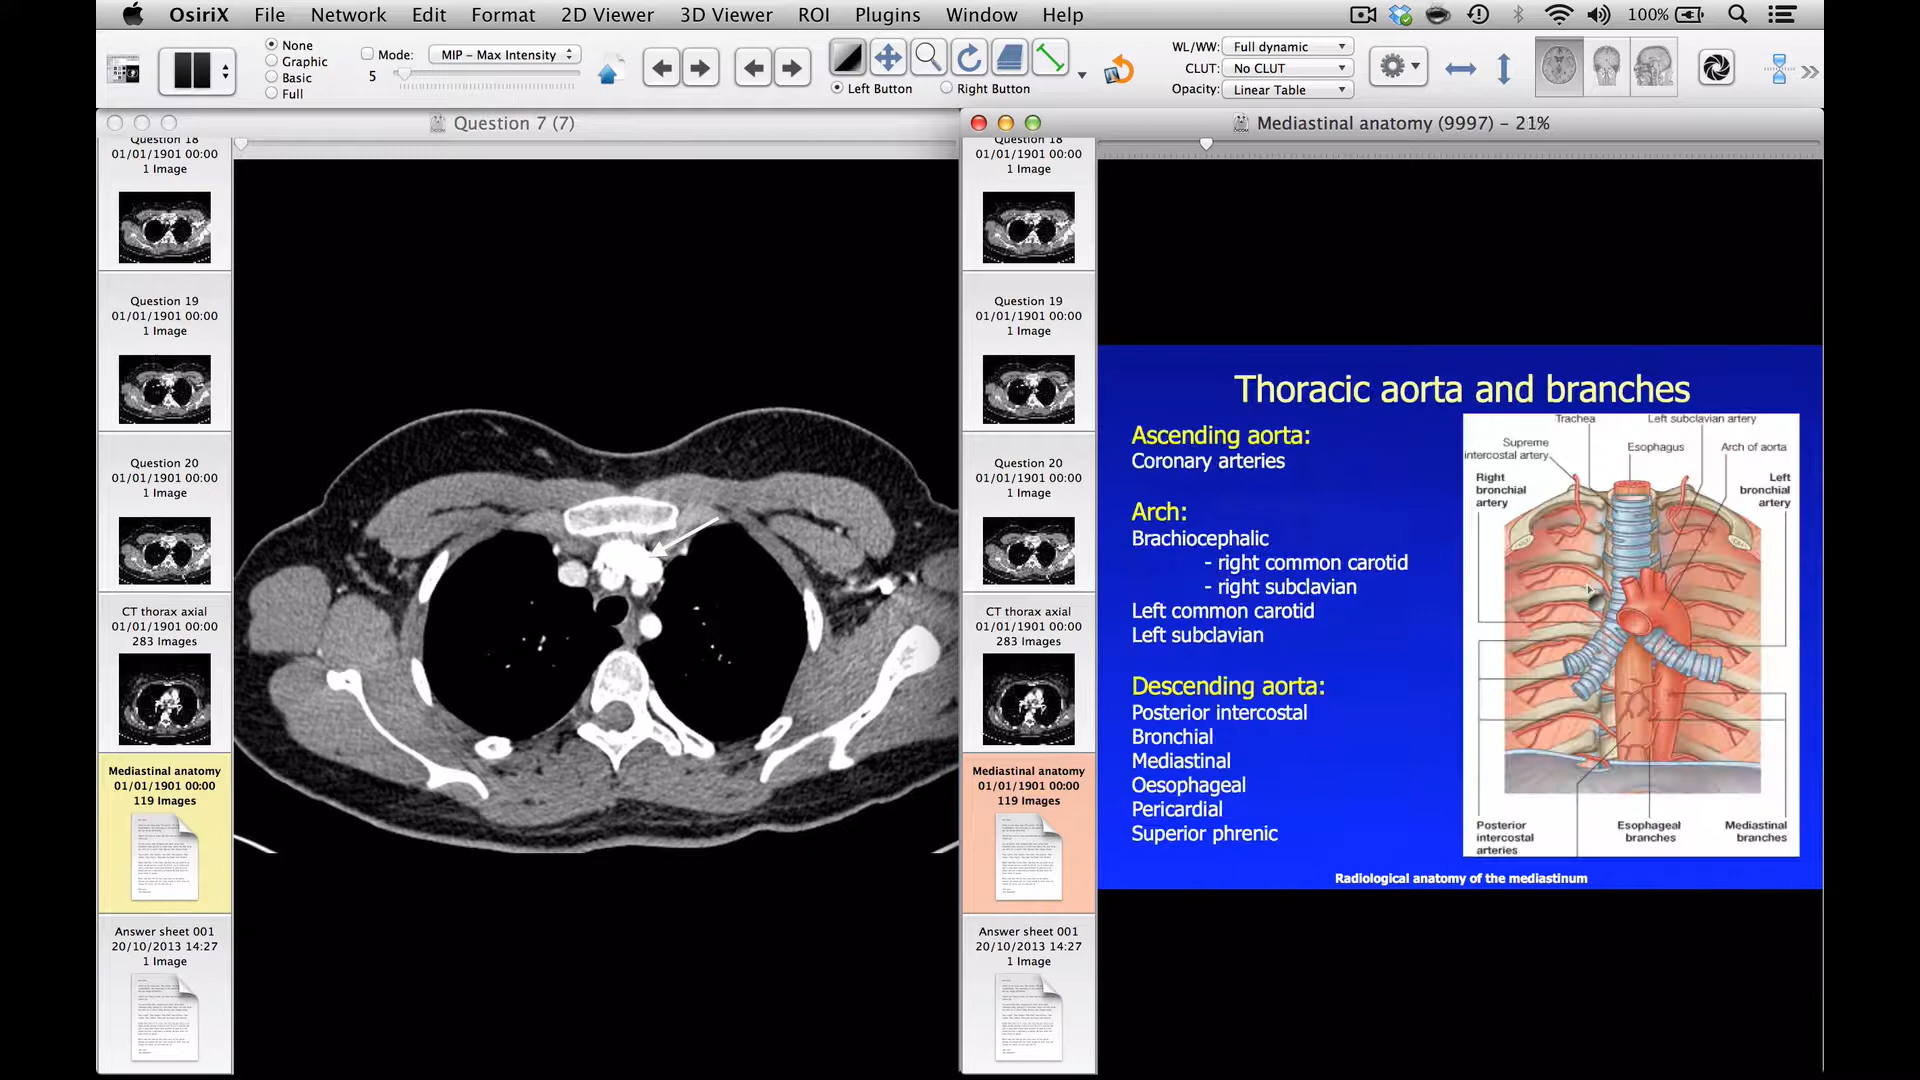 OsiriX File Network Edit Format 2D Viewer 3D Viewer ROI Plugins Window Help 100%
None
Graphic
Basic
Full
Mode: MIP - Max Intensity
5
Left Button Right Button
WL/WW: Full dynamic
CLUT: No CLUT
Opacity: Linear Table
Question 7 (7)
Question 18
01/01/1901 00:00
1 Image
Question 19
01/01/1901 00:00
1 Image
Question 20
01/01/1901 00:00
1 Image
CT thorax axial
01/01/1901 00:00
283 Images
Mediastinal anatomy
01/01/1901 00:00
119 Images
Answer sheet 001
20/10/2013 14:27
1 Image
Mediastinal anatomy (9997) - 21%
Question 18
01/01/1901 00:00
1 Image
Question 19
01/01/1901 00:00
1 Image
Question 20
01/01/1901 00:00
1 Image
CT thorax axial
01/01/1901 00:00
283 Images
Mediastinal anatomy
01/01/1901 00:00
119 Images
Answer sheet 001
20/10/2013 14:27
1 Image
Thoracic aorta and branches
Ascending aorta:
Coronary arteries
Arch:
Brachiocephalic
- right common carotid
- right subclavian
Left common carotid
Left subclavian
Descending aorta:
Posterior intercostal
Bronchial
Mediastinal
Oesophageal
Pericardial
Superior phrenic
Trachea
Left subclavian artery
Supreme
intercostal artery
Esophagus
Arch of aorta
Right
bronchial
artery
Left
bronchial
artery
Posterior
intercostal
arteries
Esophageal
branches
Mediastinal
branches
Radiological anatomy of the mediastinum